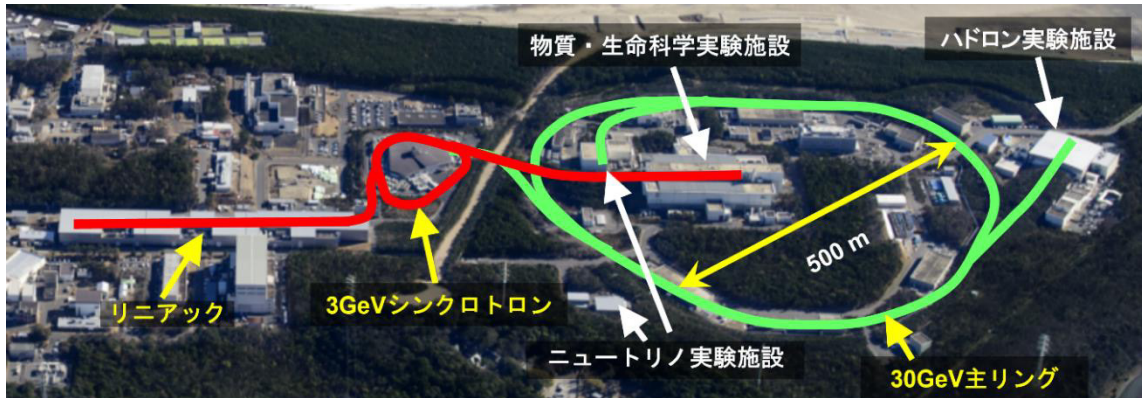 物質・生命科学実験施設
ハドロン実験施設
500 m
リニアック
3GeVシンクロトロン
ニュートリノ実験施設
30GeV主リング